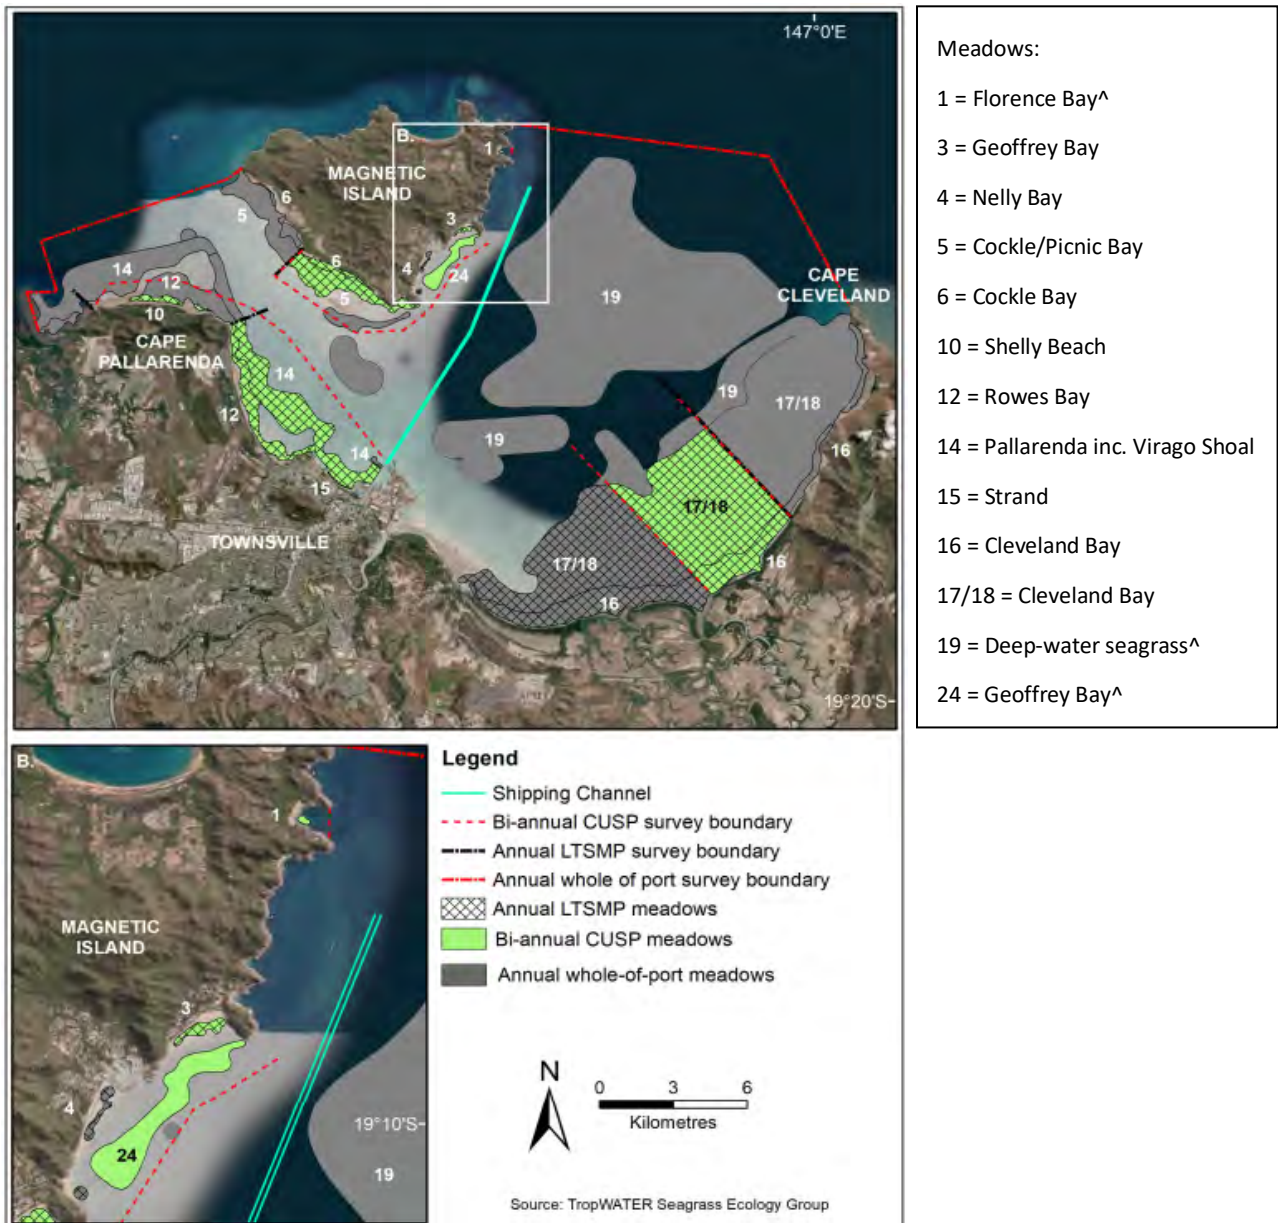 147°0'E
B.
1
MAGNETIC
ISLAND
6
5
3
19
CAPE
CLEVELAND
14
12
6
4
24
5
10
CAPE
PALLARENDA
14
19
17/18
12
19
16
14
15
17/18
TOWNSVILLE
17/18
16
16
19°20'S
Meadows:
1 = Florence Bay^
3 = Geoffrey Bay
4 = Nelly Bay
5 = Cockle/Picnic Bay
6 = Cockle Bay
10 = Shelly Beach
12 = Rowes Bay
14 = Pallarenda inc. Virago Shoal
15 = Strand
16 = Cleveland Bay
17/18 = Cleveland Bay
19 = Deep-water seagrass^
24 = Geoffrey Bay^
B.
1
MAGNETIC
ISLAND
3
4
24
19°10'S
19
Legend
Shipping Channel
Bi-annual CUSP survey boundary
Annual LTSMP survey boundary
Annual whole of port survey boundary
Annual LTSMP meadows
Bi-annual CUSP meadows
Annual whole-of-port meadows
N
0 3 6
Kilometres
Source: TropWATER Seagrass Ecology Group